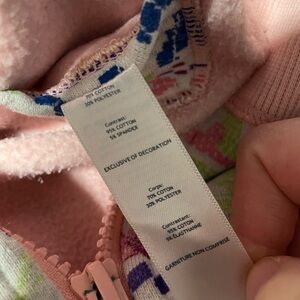 70% COTTON
30% POLYESTER
Contrast:
95% COTTON
5% SPANDEX
EXCLUSIVE OF DECORATION
Corps:
70% COTON
30% POLYESTER
Contrastant:
95% COTON
5% ÉLASTHANNE
GARNITURE NON COMPRISE